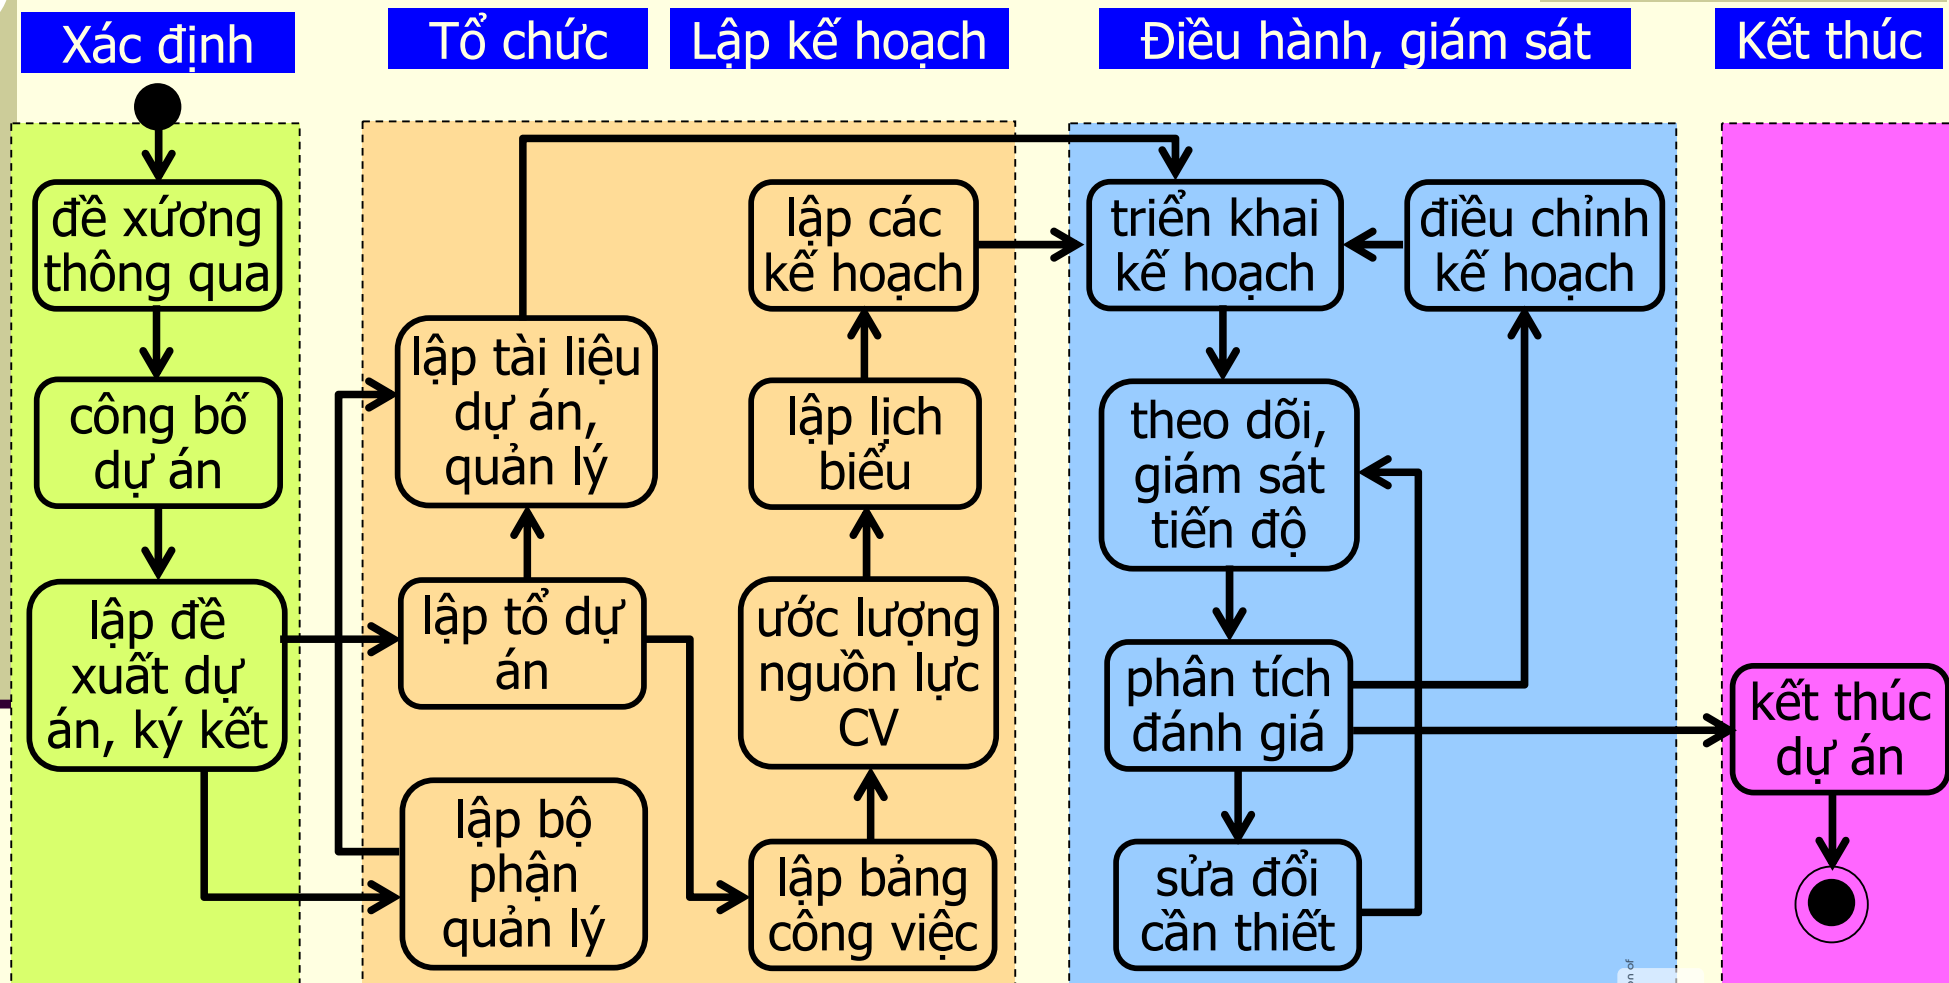 Xác định
Tổ chức
Lập kế hoạch
Điều hành, giám sát
Kết thúc
đề xứơng
thông qua
công bố
dự án
lập đề
xuất dự
án, ký kết
lập tài liệu
dự án,
quản lý
lập tổ dự
án
lập bộ
phận
quản lý
lập các
kế hoạch
lập lịch
biểu
ước lượng
nguồn lực
CV
lập bảng
công việc
triển khai
kế hoạch
điều chỉnh
kế hoạch
theo dõi,
giám sát
tiến độ
phân tích
đánh giá
sửa đổi
cần thiết
kết thúc
dự án